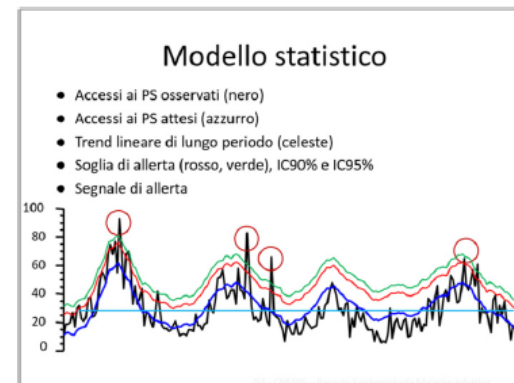 Modello statistico
• Accessi ai PS osservati (nero)
• Accessi ai PS attesi (azzurro)
• Trend lineare di lungo periodo (celeste)
• Soglia di allerta (rosso, verde), IC90% e IC95%
• Segnale di allerta
100
80
60
40
20
0